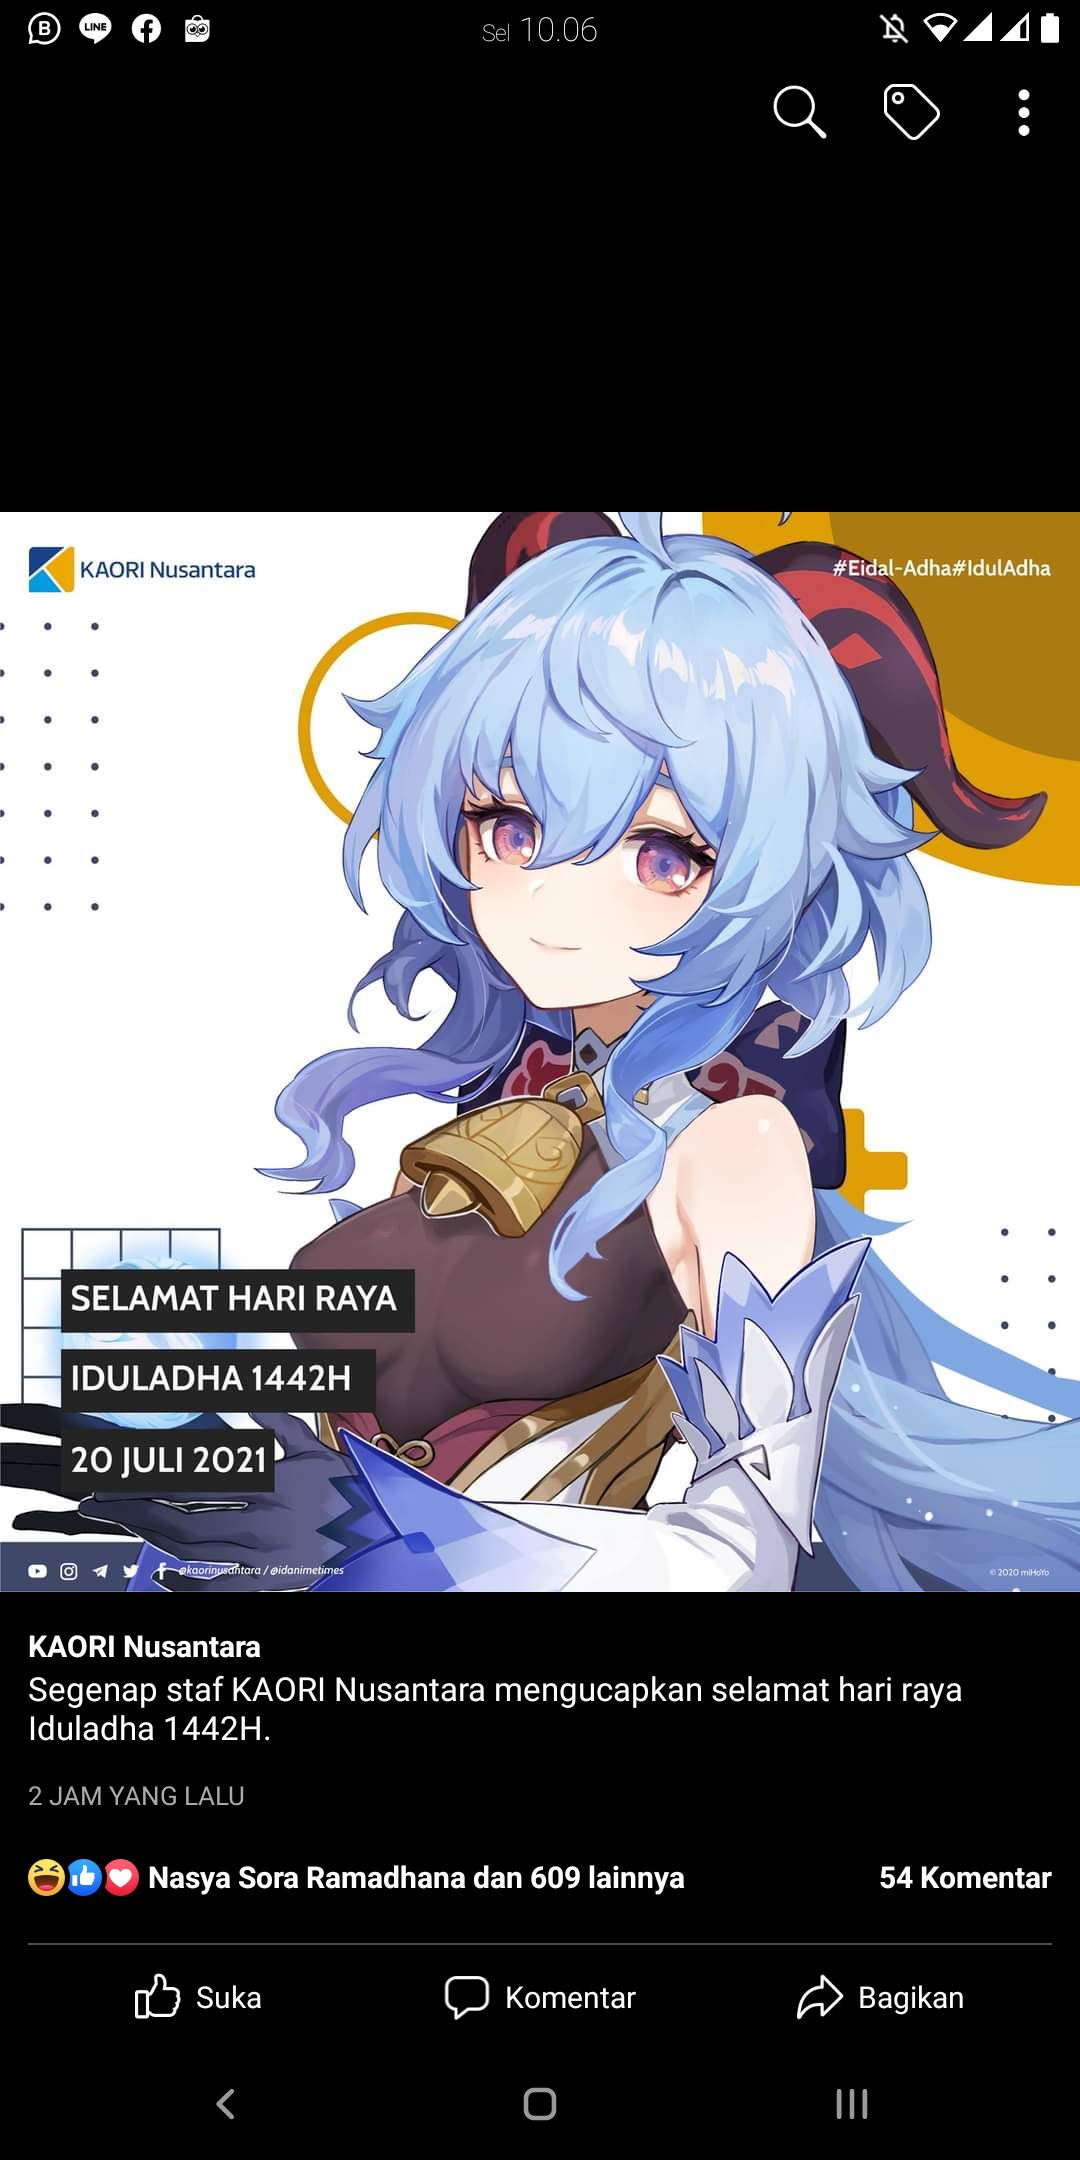 Sel 10.06
KAORI Nusantara
#Eidal-Adha#IdulAdha
SELAMAT HARI RAYA
IDULADHA 1442H
20 JULI 2021
@kaorinusantara / @idanimetimes
© 2020 miHoYo
KAORI Nusantara
Segenap staf KAORI Nusantara mengucapkan selamat hari raya
Iduladha 1442H.
2 JAM YANG LALU
Nasya Sora Ramadhana dan 609 lainnya
54 Komentar
Suka
Komentar
Bagikan